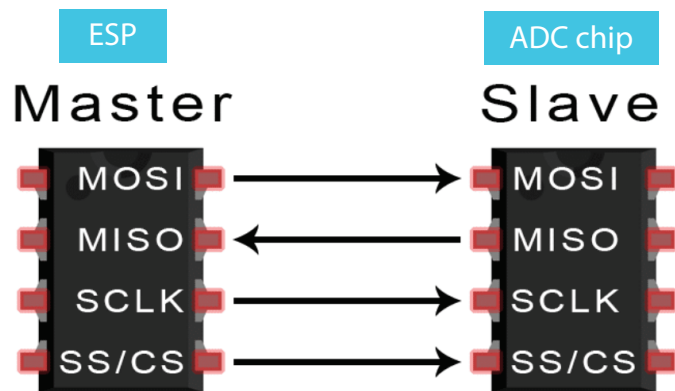 ESP
ADC chip
Master
Slave
MOSI
MOSI
MISO
MISO
SCLK
SCLK
SS/CS
SS/CS